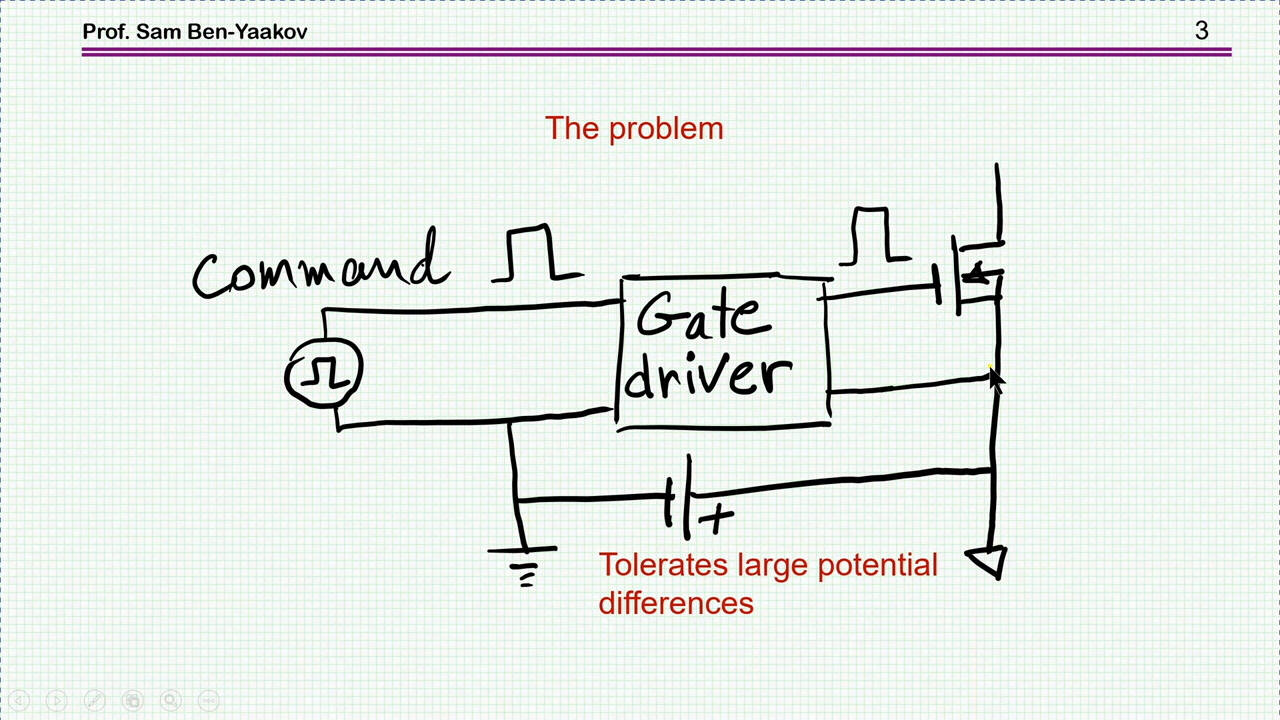 Prof. Sam Ben-Yaakov
3
The problem
Command
Gate
driver
+
Tolerates large potential
differences